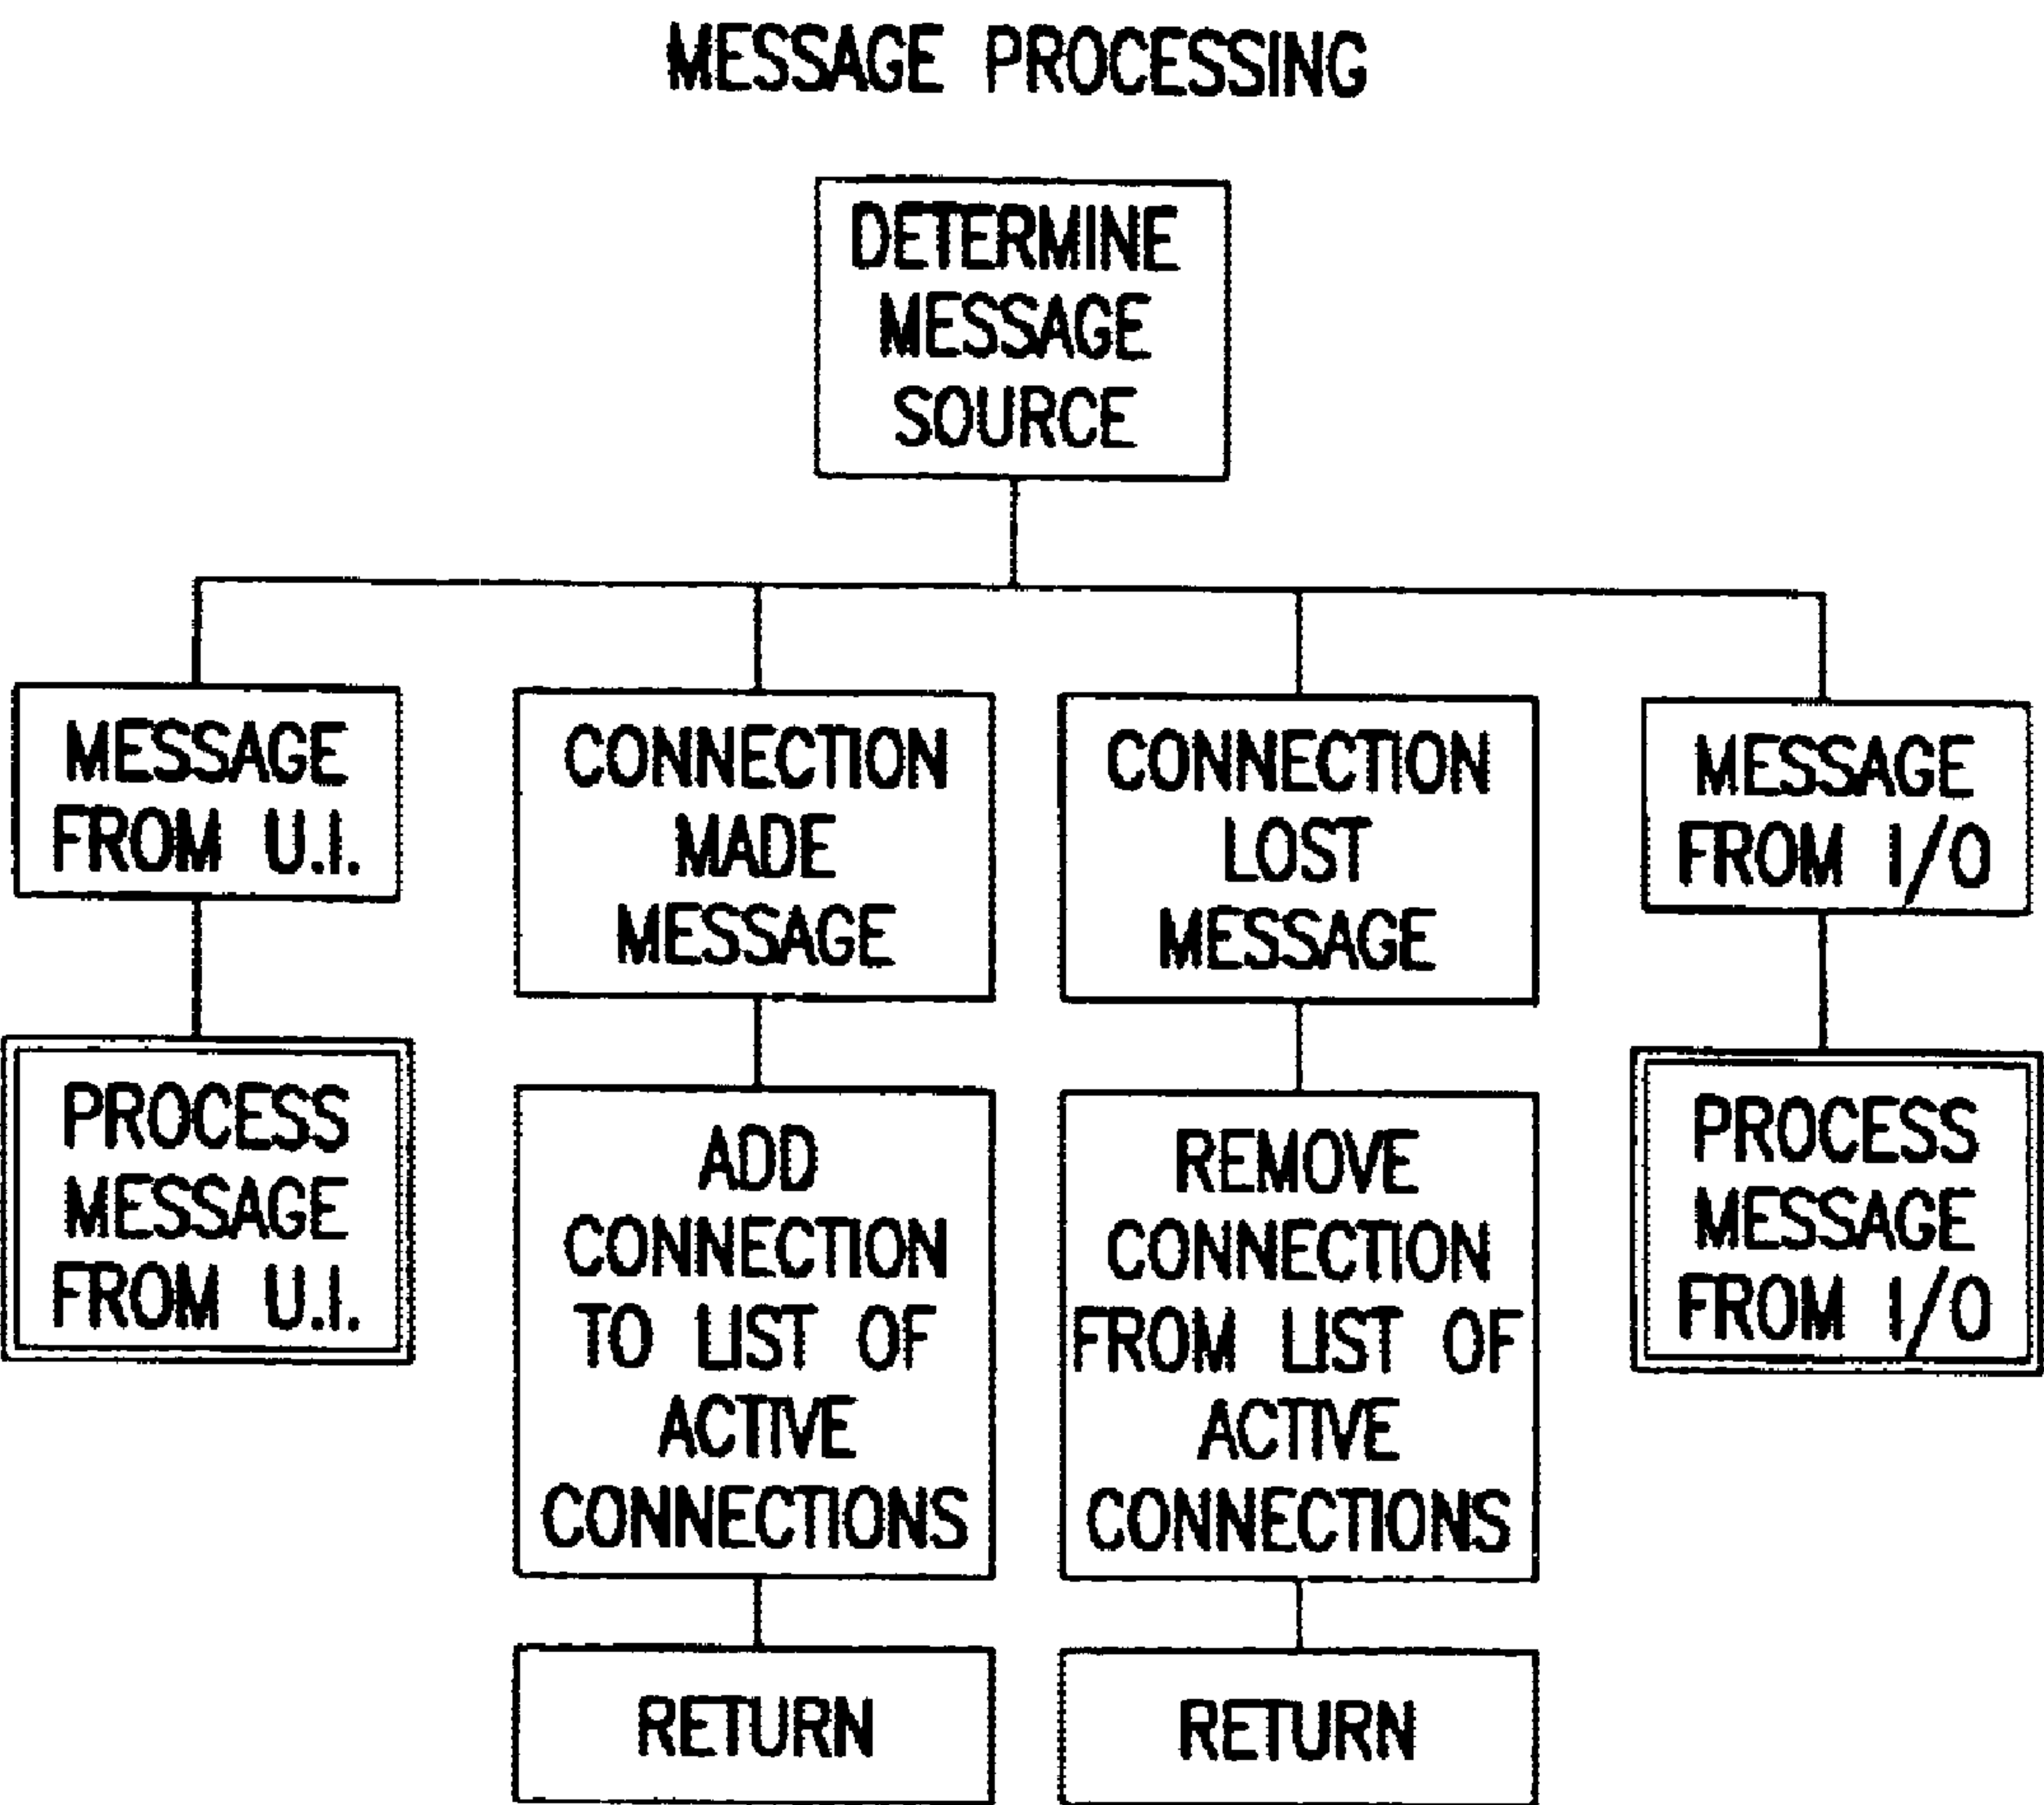 MESSAGE PROCESSING
DETERMINE
MESSAGE
SOURCE
MESSAGE
FROM U.I.
PROCESS
MESSAGE
FROM U.I.
CONNECTION
MADE
MESSAGE
ADD
CONNECTION
TO LIST OF
ACTIVE
CONNECTIONS
RETURN
CONNECTION
LOST
MESSAGE
REMOVE
CONNECTION
FROM LIST OF
ACTIVE
CONNECTIONS
RETURN
MESSAGE
FROM I/O
PROCESS
MESSAGE
FROM I/O